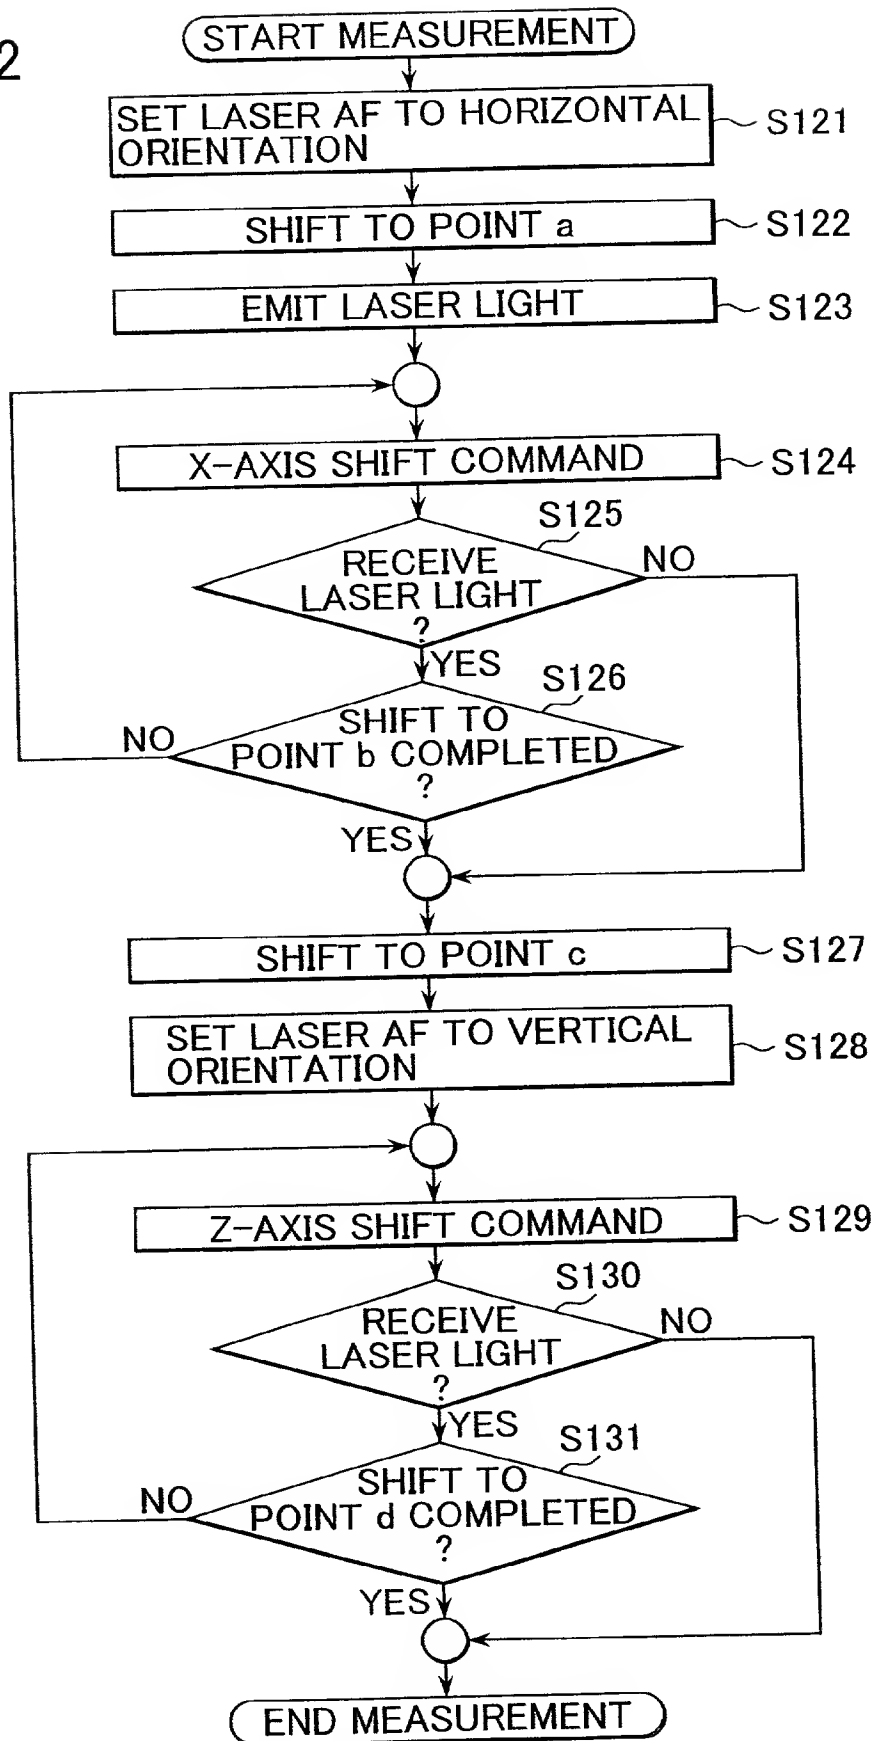 2
START MEASUREMENT
SET LASER AF TO HORIZONTAL
ORIENTATION
S121
SHIFT TO POINT a
S122
EMIT LASER LIGHT
S123
X-AXIS SHIFT COMMAND
S124
S125
RECEIVE
LASER LIGHT
?
NO
YES
S126
SHIFT TO
POINT b COMPLETED
?
NO
YES
SHIFT TO POINT c
S127
SET LASER AF TO VERTICAL
ORIENTATION
S128
Z-AXIS SHIFT COMMAND
S129
S130
RECEIVE
LASER LIGHT
?
NO
YES
S131
SHIFT TO
POINT d COMPLETED
?
NO
YES
END MEASUREMENT